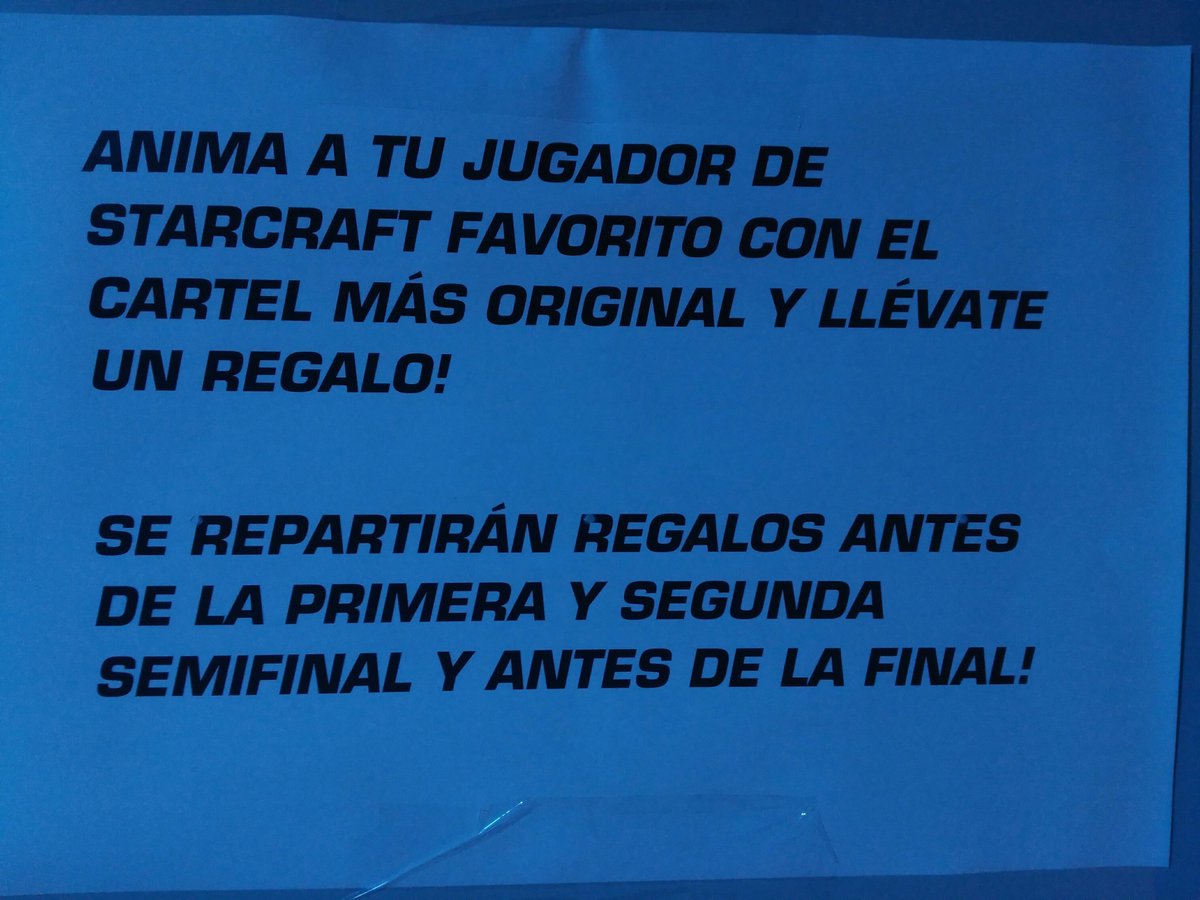 ANIMA A TU JUGADOR DE
STARCRAFT FAVORITO CON EL
CARTEL MÁS ORIGINAL Y LLÉVATE
UN REGALO!
SE REPARTIRÁN REGALOS ANTES
DE LA PRIMERA Y SEGUNDA
SEMIFINAL Y ANTES DE LA FINAL!